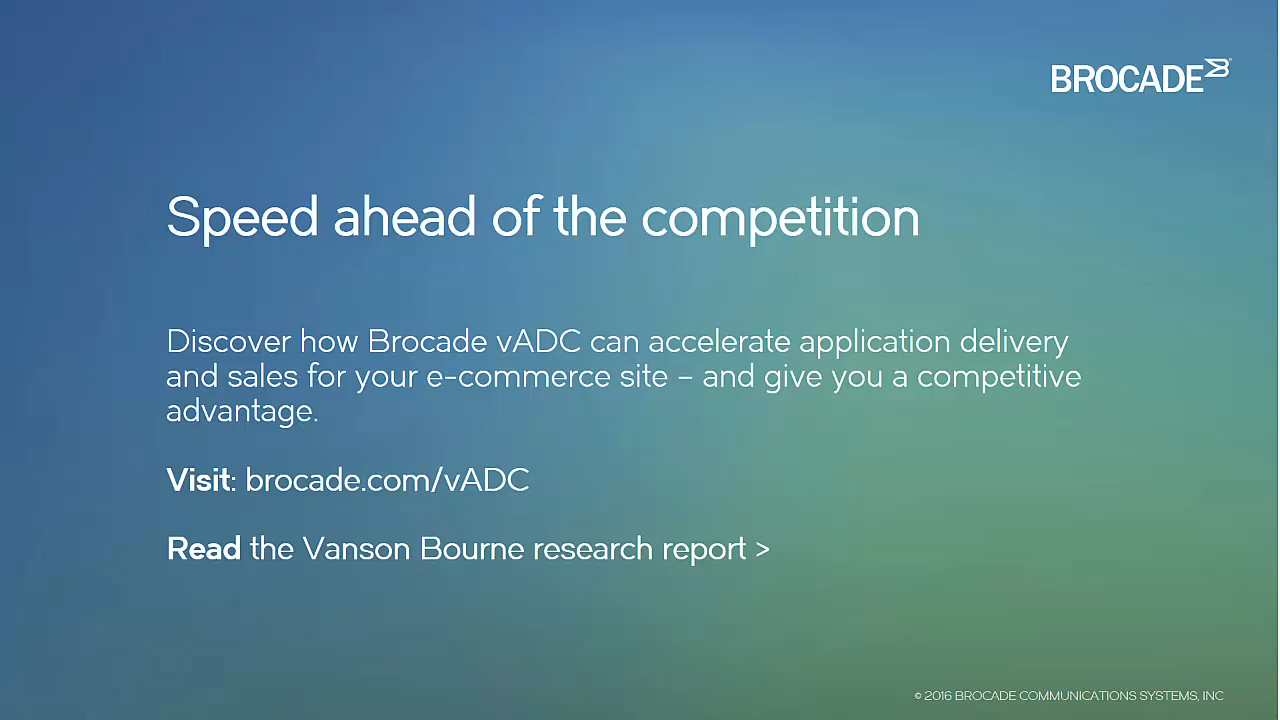 BROCADE
Speed ahead of the competition
Discover how Brocade vADC can accelerate application delivery
and sales for your e-commerce site – and give you a competitive
advantage.
Visit: brocade.com/vADC
Read the Vanson Bourne research report >
© 2016 BROCADE COMMUNICATIONS SYSTEMS, INC